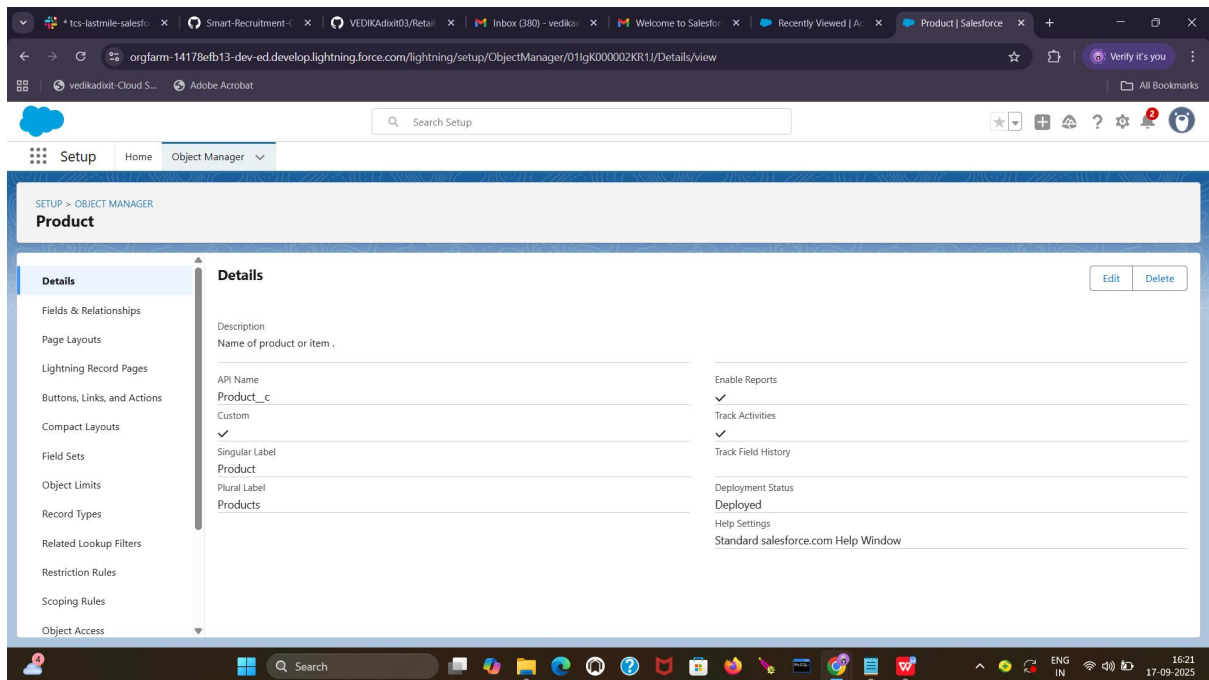 * tcs-lastmile-salesfo
Smart-Recruitment-C
VEDIKAdixit03/Retail
Inbox (380) - vedikad
Welcome to Salesfor
Recently Viewed | Ac
Product | Salesforce
orgfarm-14178efb13-dev-ed.develop.lightning.force.com/lightning/setup/ObjectManager/01IgK000002KR1J/Details/view
Verify it's you
vedikadixit-Cloud S...
Adobe Acrobat
All Bookmarks
Search Setup
2
Setup
Home
Object Manager
SETUP > OBJECT MANAGER
Product
Details
Fields & Relationships
Page Layouts
Lightning Record Pages
Buttons, Links, and Actions
Compact Layouts
Field Sets
Object Limits
Record Types
Related Lookup Filters
Restriction Rules
Scoping Rules
Object Access
Details
Edit
Delete
Description
Name of product or item .
API Name
Product__c
Custom
Singular Label
Product
Plural Label
Products
Enable Reports
Track Activities
Track Field History
Deployment Status
Deployed
Help Settings
Standard salesforce.com Help Window
4
Search
ENG
IN
16:21
17-09-2025